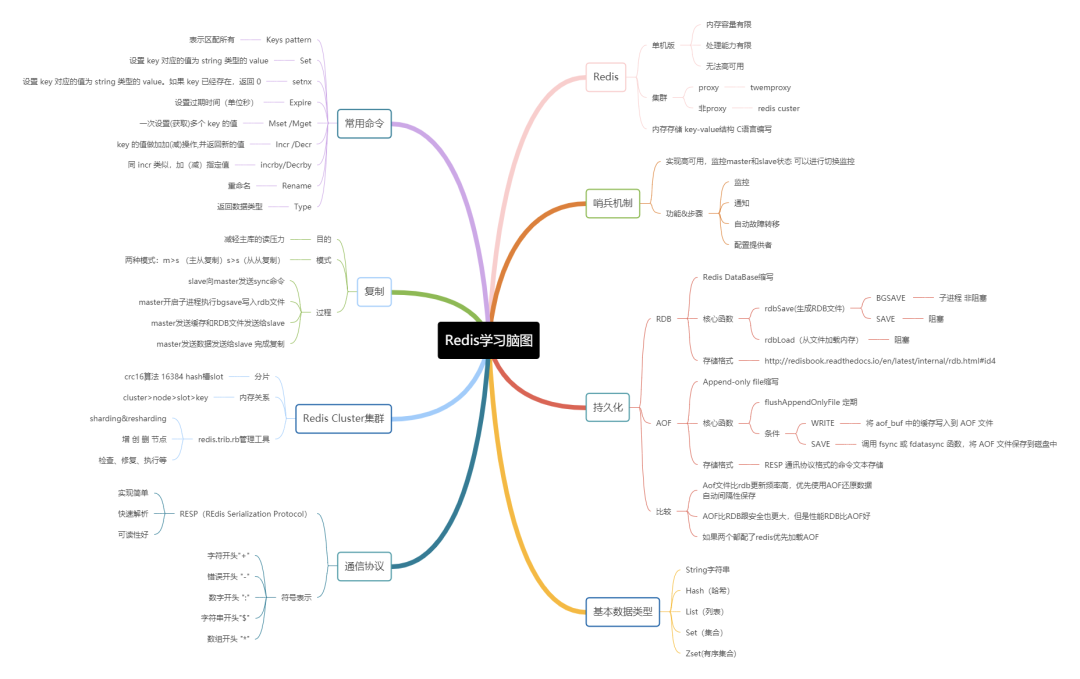 Redis学习脑图
常用命令
Keys pattern
表示区配所有
Set
设置 key 对应的值为 string 类型的 value
setnx
设置 key 对应的值为 string 类型的 value。如果 key 已经存在，返回 0
Expire
设置过期时间（单位秒）
Mset /Mget
一次设置(获取)多个 key 的值
Incr /Decr
key 的值做加加(减)操作,并返回新的值
incrby/Decrby
同 incr 类似，加（减）指定值
Rename
重命名
Type
返回数据类型
复制
目的
减轻主库的读压力
模式
两种模式：m>s （主从复制）s>s（从从复制）
过程
slave向master发送sync命令
master开启子进程执行bgsave写入rdb文件
master发送缓存和RDB文件发送给slave
master发送数据发送给slave 完成复制
Redis Cluster集群
分片
crc16算法 16384 hash槽slot
内存关系
cluster>node>slot>key
redis.trib.rb管理工具
sharding&resharding
增 创 删 节点
检查、修复、执行等
通信协议
RESP（REdis Serialization Protocol）
实现简单
快速解析
可读性好
符号表示
字符开头"+"
错误开头 "-"
数字开头 ":"
字符串开头"$"
数组开头 "*"
Redis
单机版
内存容量有限
处理能力有限
无法高可用
集群
proxy
twemproxy
非proxy
redis custer
内存存储 key-value结构 C语言编写
哨兵机制
实现高可用，监控master和slave状态 可以进行切换监控
功能&步骤
监控
通知
自动故障转移
配置提供者
持久化
RDB
Redis DataBase缩写
核心函数
rdbSave(生成RDB文件)
BGSAVE
子进程 非阻塞
SAVE
阻塞
rdbLoad（从文件加载内存）
阻塞
存储格式
http://redisbook.readthedocs.io/en/latest/internal/rdb.html#id4
AOF
Append-only file缩写
核心函数
flushAppendOnlyFile 定期
条件
WRITE
将 aof_buf 中的缓存写入到 AOF 文件
SAVE
调用 fsync 或 fdatasync 函数，将 AOF 文件保存到磁盘中
存储格式
RESP 通讯协议格式的命令文本存储
比较
Aof文件比rdb更新频率高，优先使用AOF还原数据
自动间隔性保存
AOF比RDB跟安全也更大，但是性能RDB比AOF好
如果两个都配了redis优先加载AOF
基本数据类型
String字符串
Hash（哈希）
List（列表）
Set（集合）
Zset(有序集合)